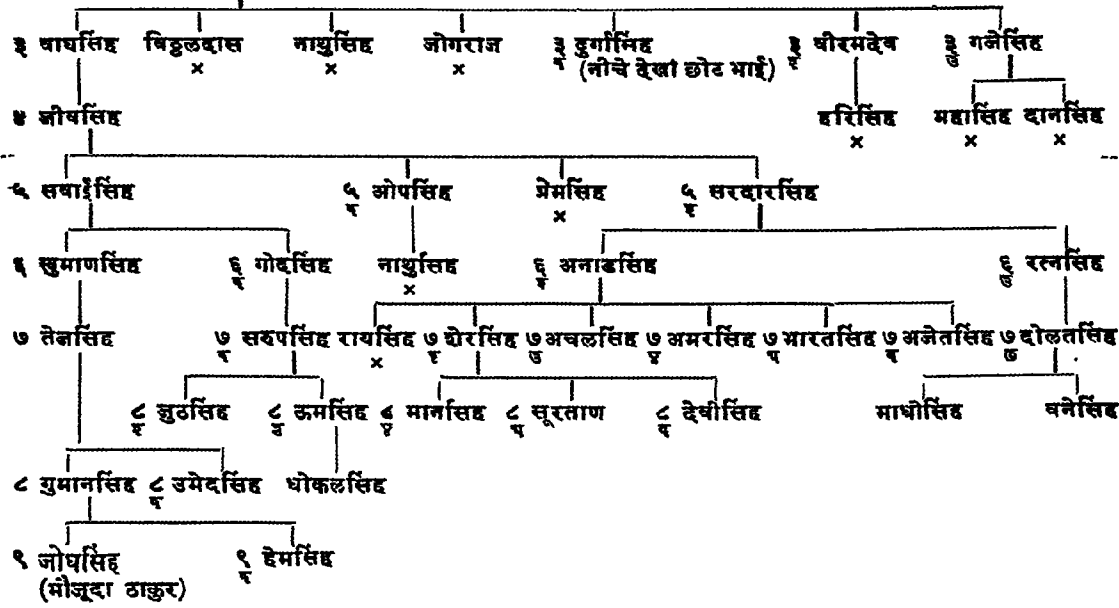 ३ वाघसिंह विठ्ठलदास नाथुसिंह जोगराज ३ दुर्गासिंह ३ वीरमदेव ३ गजेसिंह
× × × (नीचे देखो छोट भाई)
४ जीवसिंह हरिसिंह महासिंह दानसिंह
× × ×
५ सवाईसिंह ५ ओपसिंह प्रेमसिंह ५ सरदारसिंह
×
६ खुमाणसिंह ६ गोदसिंह नाथुसिंह ६ अनाडसिंह ६ रत्नसिंह
×
७ तेजसिंह ७ सरुपसिंह रायसिंह ७ शेरसिंह ७ अचलसिंह ७ अमरसिंह ७ भारतसिंह ७ अजेतसिंह ७ दोलतसिंह
×
८ जुठसिंह ८ ऊमसिंह ८ मानसिंह ८ सूरताण ८ देवीसिंह माधोसिंह वनेसिंह
८ गुमानसिंह ८ उमेदसिंह धोकलसिंह
९ जोधसिंह ९ हेमसिंह
(मौजूदा ठाकुर)